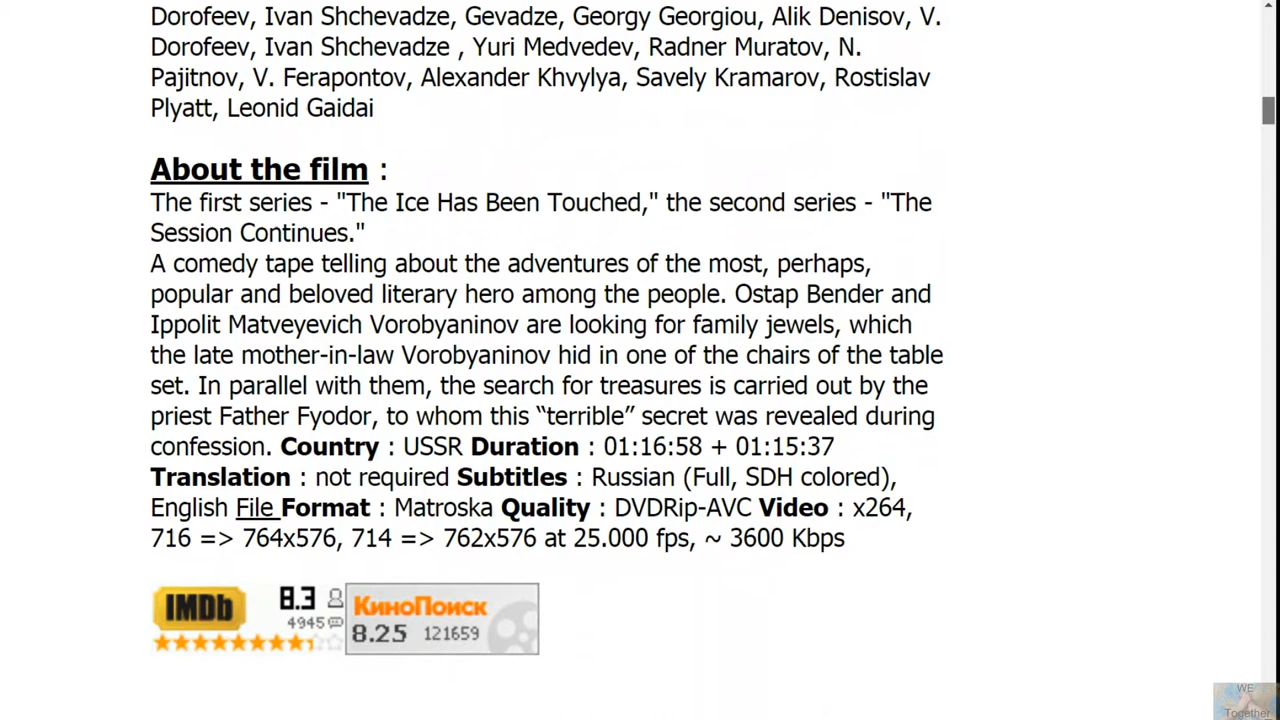 Dorofeev, Ivan Shchevadze, Gevadze, Georgy Georgiou, Alik Denisov, V.
Dorofeev, Ivan Shchevadze , Yuri Medvedev, Radner Muratov, N.
Pajitnov, V. Ferapontov, Alexander Khvylya, Savely Kramarov, Rostislav
Plyatt, Leonid Gaidai
About the film :
The first series - "The Ice Has Been Touched," the second series - "The
Session Continues."
A comedy tape telling about the adventures of the most, perhaps,
popular and beloved literary hero among the people. Ostap Bender and
Ippolit Matveyevich Vorobyaninov are looking for family jewels, which
the late mother-in-law Vorobyaninov hid in one of the chairs of the table
set. In parallel with them, the search for treasures is carried out by the
priest Father Fyodor, to whom this “terrible” secret was revealed during
confession. Country : USSR Duration : 01:16:58 + 01:15:37
Translation : not required Subtitles : Russian (Full, SDH colored),
English File Format : Matroska Quality : DVDRip-AVC Video : x264,
716 => 764x576, 714 => 762x576 at 25.000 fps, ~ 3600 Kbps
IMDb 8.3 КиноПоиск
4945 8.25 121659
WE
Together